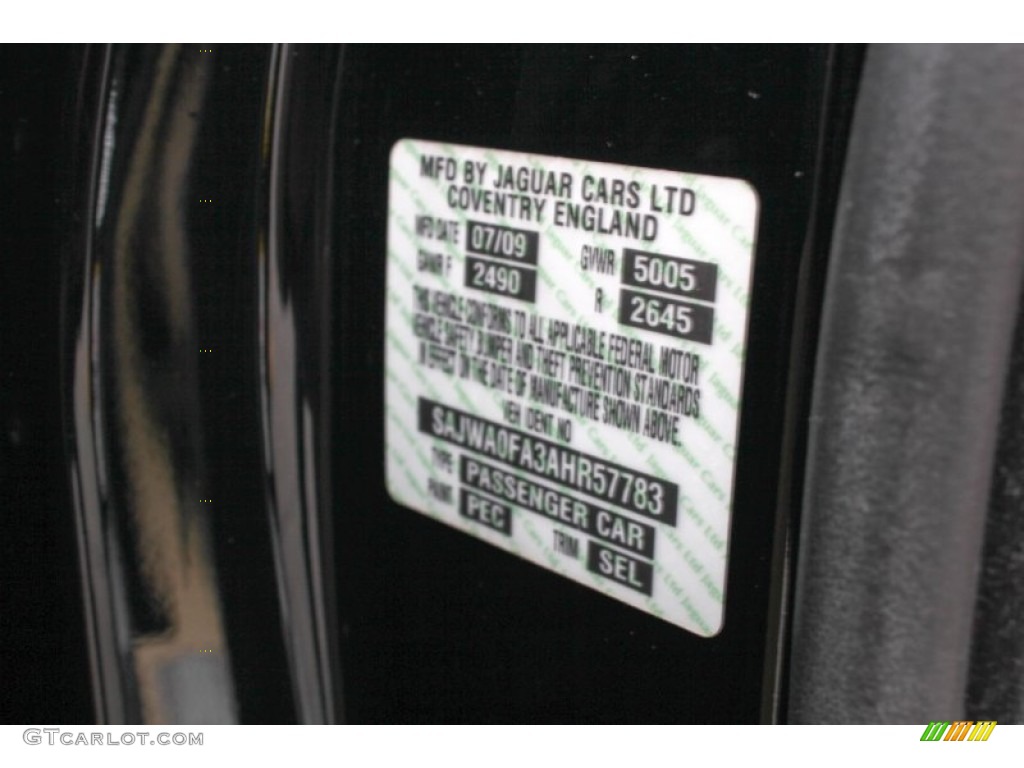 MFD BY JAGUAR CARS LTD
COVENTRY ENGLAND
MFD DATE 07/09 GVWR 5005
GAWR F 2490 R 2645
THIS VEHICLE CONFORMS TO ALL APPLICABLE FEDERAL MOTOR
VEHICLE SAFETY BUMPER AND THEFT PREVENTION STANDARDS
IN EFFECT ON THE DATE OF MANUFACTURE SHOWN ABOVE.
VEH IDENT NO
SAJWA0FA3AHR57783
TYPE PASSENGER CAR
PAINT PEC TRIM SEL
GTCARLOT.COM